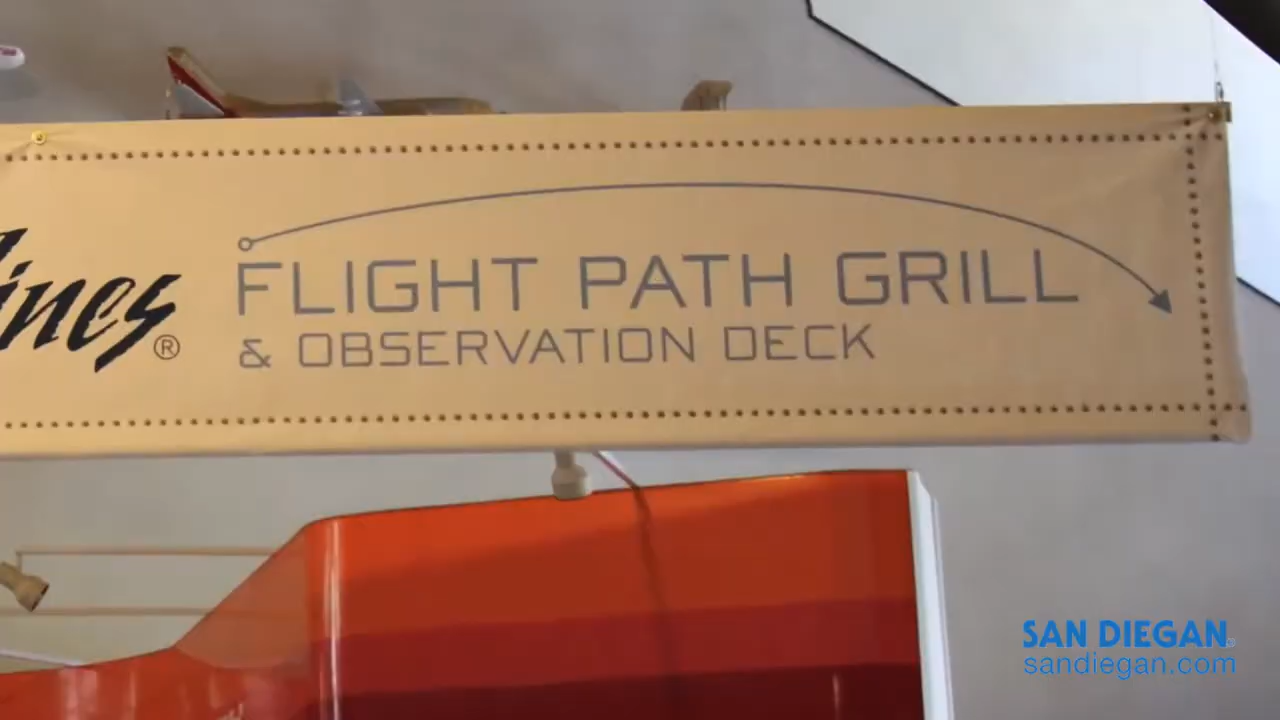 ines®
FLIGHT PATH GRILL
& OBSERVATION DECK
SAN DIEGAN®
sandiegan.com